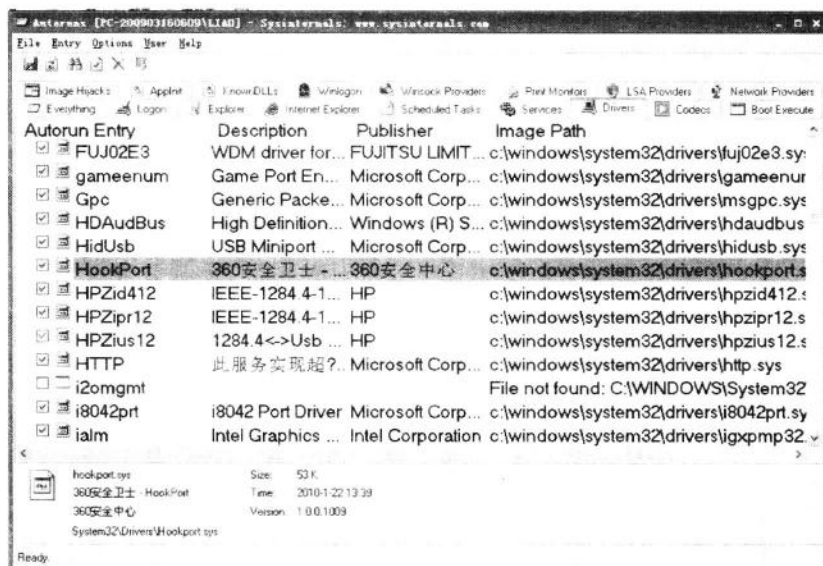 Autoruns [PC-200903160609\LIAO] - Sysinternals: www.sysinternals.com
File Entry Options User Help
Image Hijacks AppInit KnownDLLs Winlogon Winsock Providers Print Monitors LSA Providers Network Providers
Everything Logon Explorer Internet Explorer Scheduled Tasks Services Drivers Codecs Boot Execute
Autorun Entry Description Publisher Image Path
FUJ02E3 WDM driver for... FUJITSU LIMIT... c:\windows\system32\drivers\fuj02e3.sy
gameenum Game Port En... Microsoft Corp... c:\windows\system32\drivers\gameenur
Gpc Generic Packe... Microsoft Corp... c:\windows\system32\drivers\msgpc.sys
HDAudBus High Definition... Windows (R) S... c:\windows\system32\drivers\hdaudbus
HidUsb USB Miniport ... Microsoft Corp... c:\windows\system32\drivers\hidusb.sys
HookPort 360安全卫士 - ... 360安全中心 c:\windows\system32\drivers\hookport.s
HPZid412 IEEE-1284.4-1... HP c:\windows\system32\drivers\hpzid412.s
HPZipr12 IEEE-1284.4-1... HP c:\windows\system32\drivers\hpzipr12.s
HPZius12 1284.4<->Usb ... HP c:\windows\system32\drivers\hpzius12.s
HTTP 此服务实现超?.. Microsoft Corp... c:\windows\system32\drivers\http.sys
i2omgmt File not found: C:\WINDOWS\System32
i8042prt i8042 Port Driver Microsoft Corp... c:\windows\system32\drivers\i8042prt.sy
ialm Intel Graphics ... Intel Corporation c:\windows\system32\drivers\igxpmp32.
hookport.sys Size: 53 K
360安全卫士 - HookPort Time: 2010-1-22 13:39
360安全中心 Version: 1.0.0.1009
System32\Drivers\Hookport.sys
Ready.